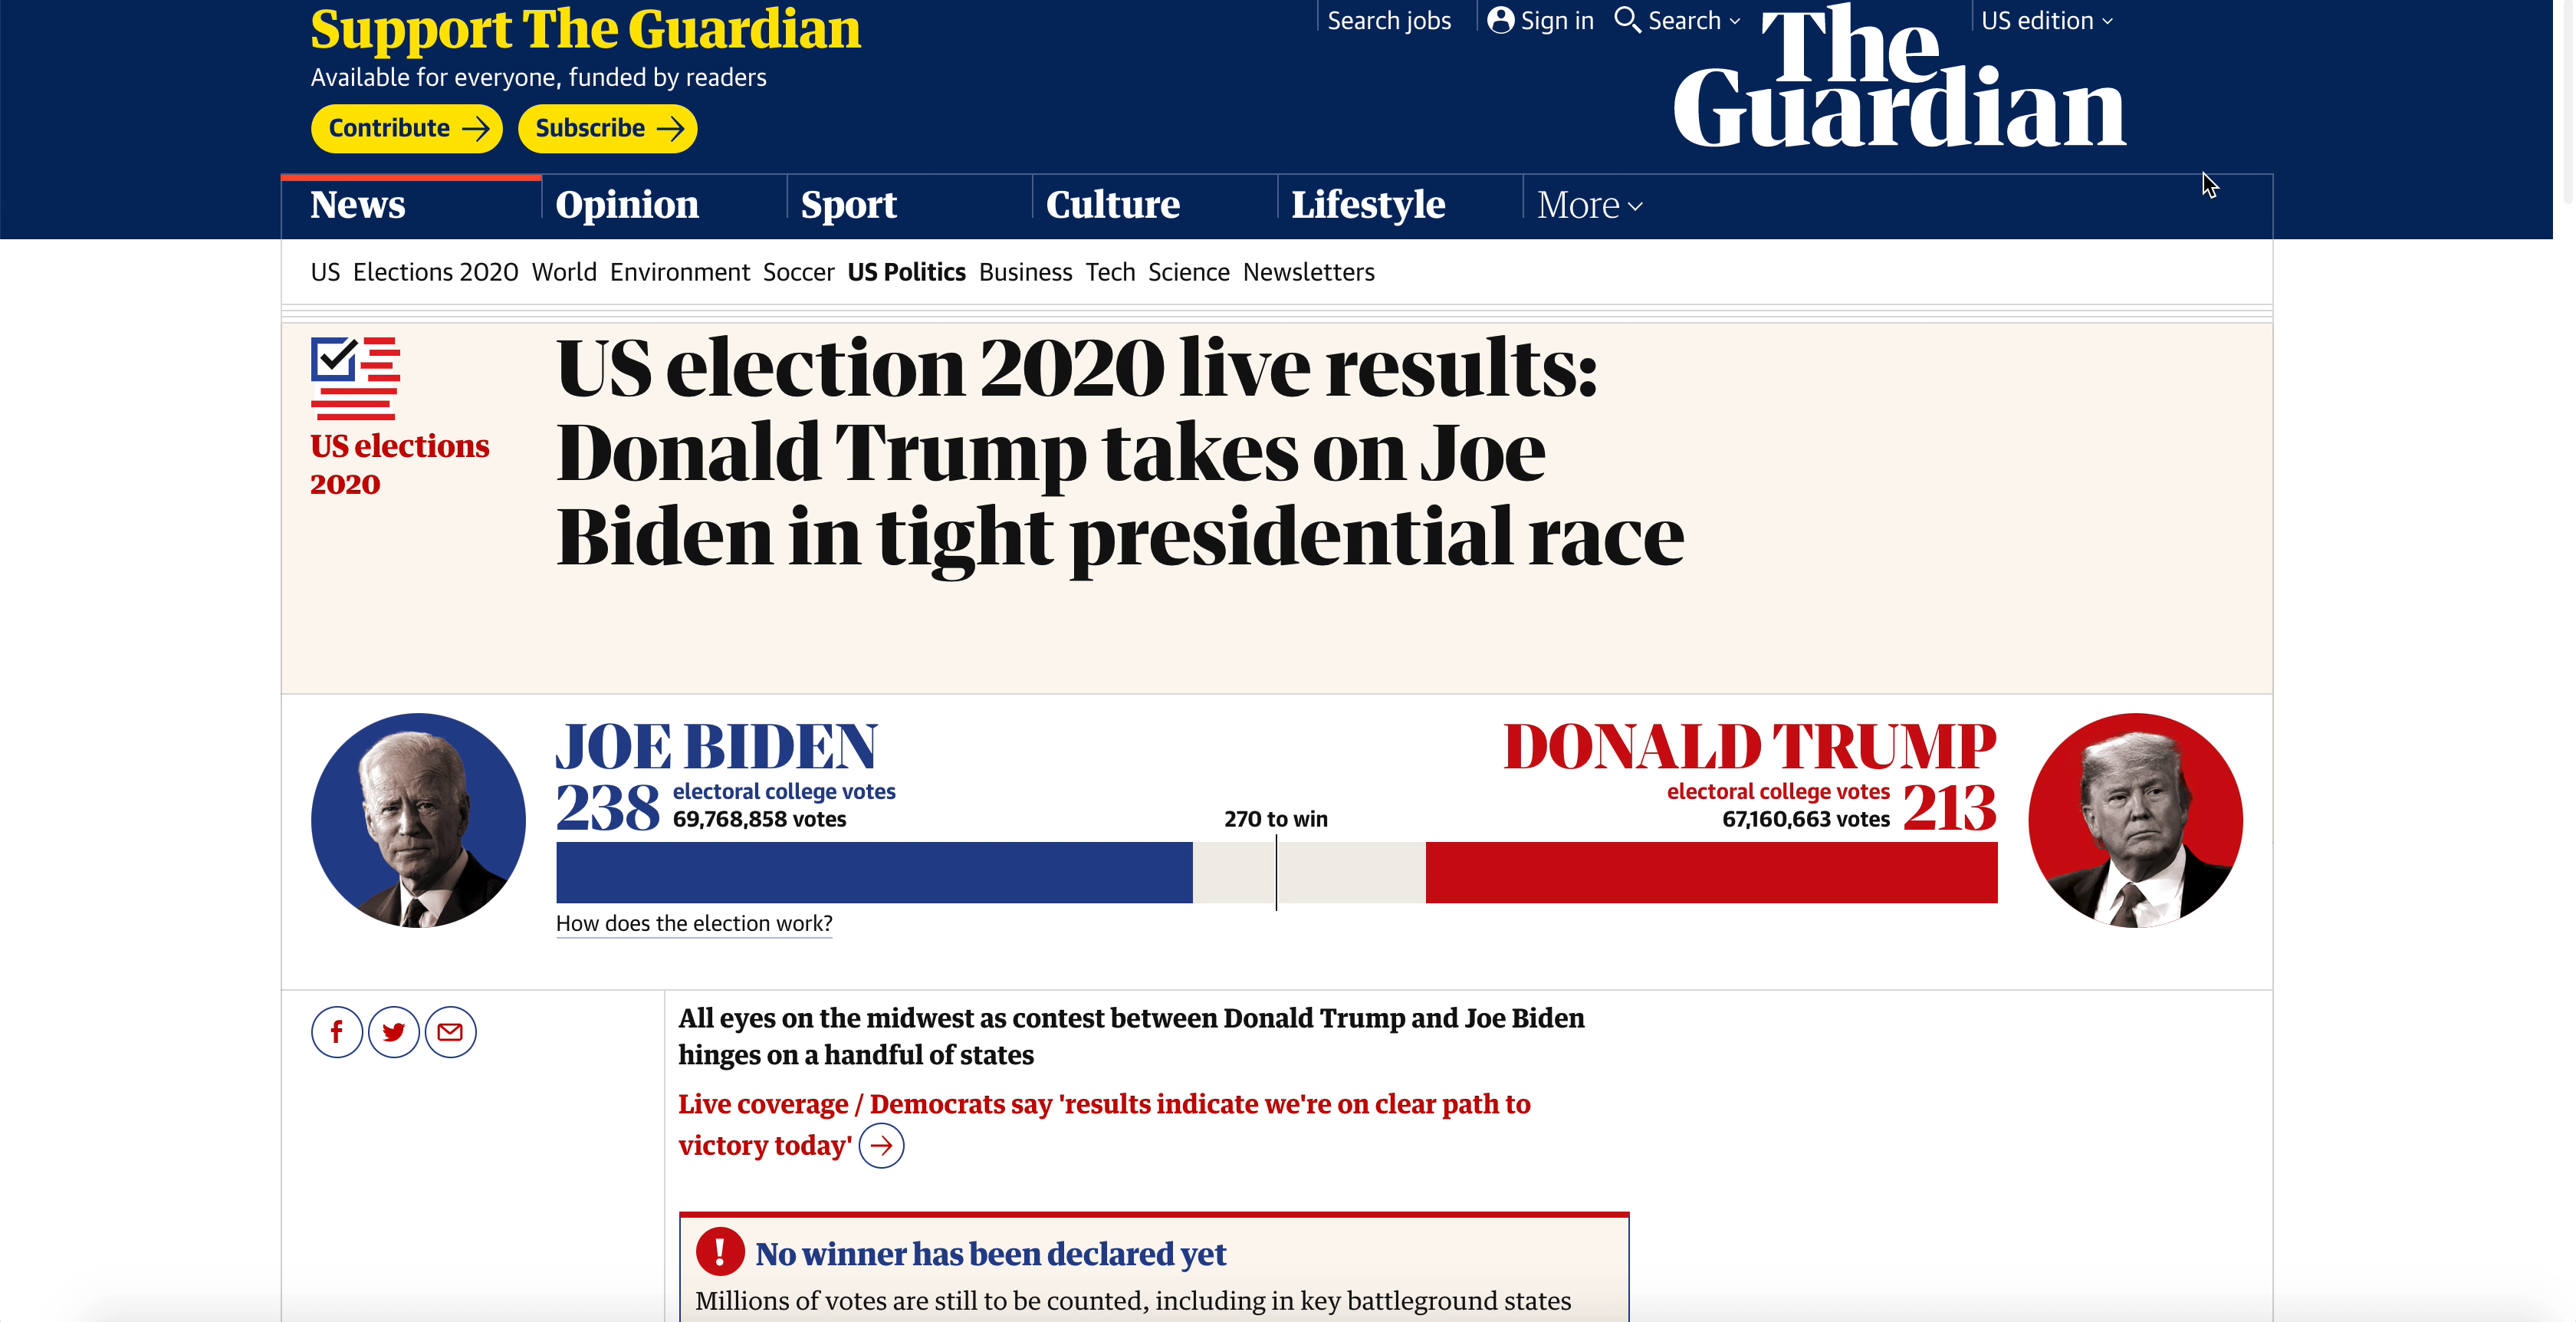 Support The Guardian
Available for everyone, funded by readers
Contribute
Subscribe
Search jobs
Sign in
Search
US edition
The
Guardian
News
Opinion
Sport
Culture
Lifestyle
More
US Elections 2020 World Environment Soccer US Politics Business Tech Science Newsletters
US elections
2020
US election 2020 live results:
Donald Trump takes on Joe
Biden in tight presidential race
JOE BIDEN
238
electoral college votes
69,768,858 votes
270 to win
DONALD TRUMP
electoral college votes
67,160,663 votes
213
How does the election work?
All eyes on the midwest as contest between Donald Trump and Joe Biden
hinges on a handful of states
Live coverage / Democrats say 'results indicate we're on clear path to
victory today'
! No winner has been declared yet
Millions of votes are still to be counted, including in key battleground states